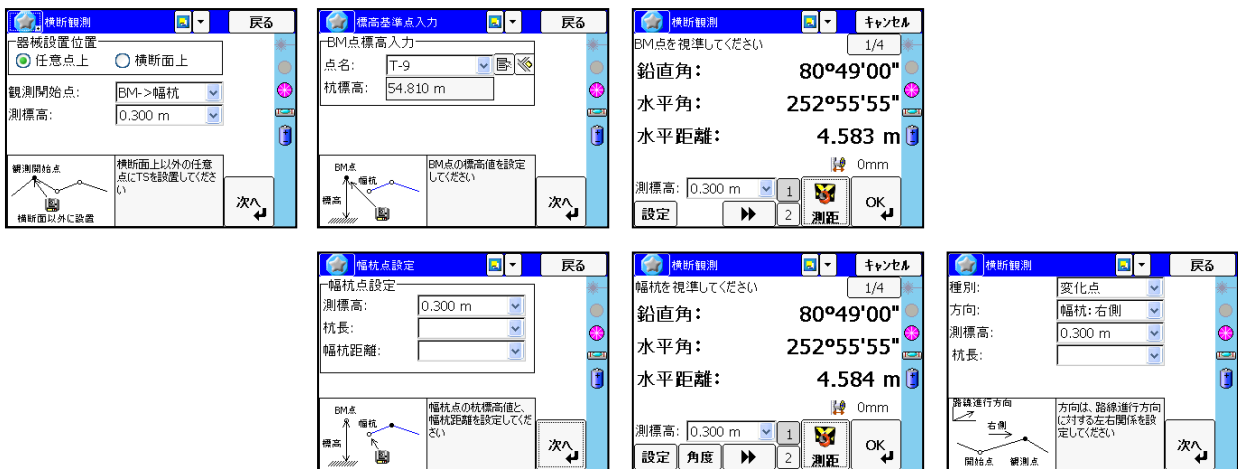 横断観測
戻る
器械設置位置
任意点上
横断面上
観測開始点:
BM->幅杭
測標高:
0.300 m
観測開始点
横断面以外に設置
横断面上以外の任意
点にTSを設置してくださ
い
次へ
標高基準点入力
戻る
BM点標高入力
点名:
T-9
杭標高:
54.810 m
BM点
幅杭
標高
BM点の標高値を設定
してください
次へ
横断観測
キャンセル
BM点を視準してください
1/4
鉛直角:
80°49'00"
水平角:
252°55'55"
水平距離:
4.583 m
0mm
測標高:
0.300 m
1
設定
2
測距
OK
幅杭点設定
戻る
幅杭点設定
測標高:
0.300 m
杭長:
幅杭距離:
BM点
幅杭
標高
幅杭点の杭標高値と、
幅杭距離を設定してくだ
さい
次へ
横断観測
キャンセル
幅杭を視準してください
1/4
鉛直角:
80°49'00"
水平角:
252°55'55"
水平距離:
4.584 m
0mm
測標高:
0.300 m
1
設定
角度
2
測距
OK
横断観測
戻る
種別:
変化点
方向:
幅杭:右側
測標高:
0.300 m
杭長:
路線進行方向
右側
開始点
観測点
方向は、路線進行方向
に対する左右関係を設
定してください
次へ